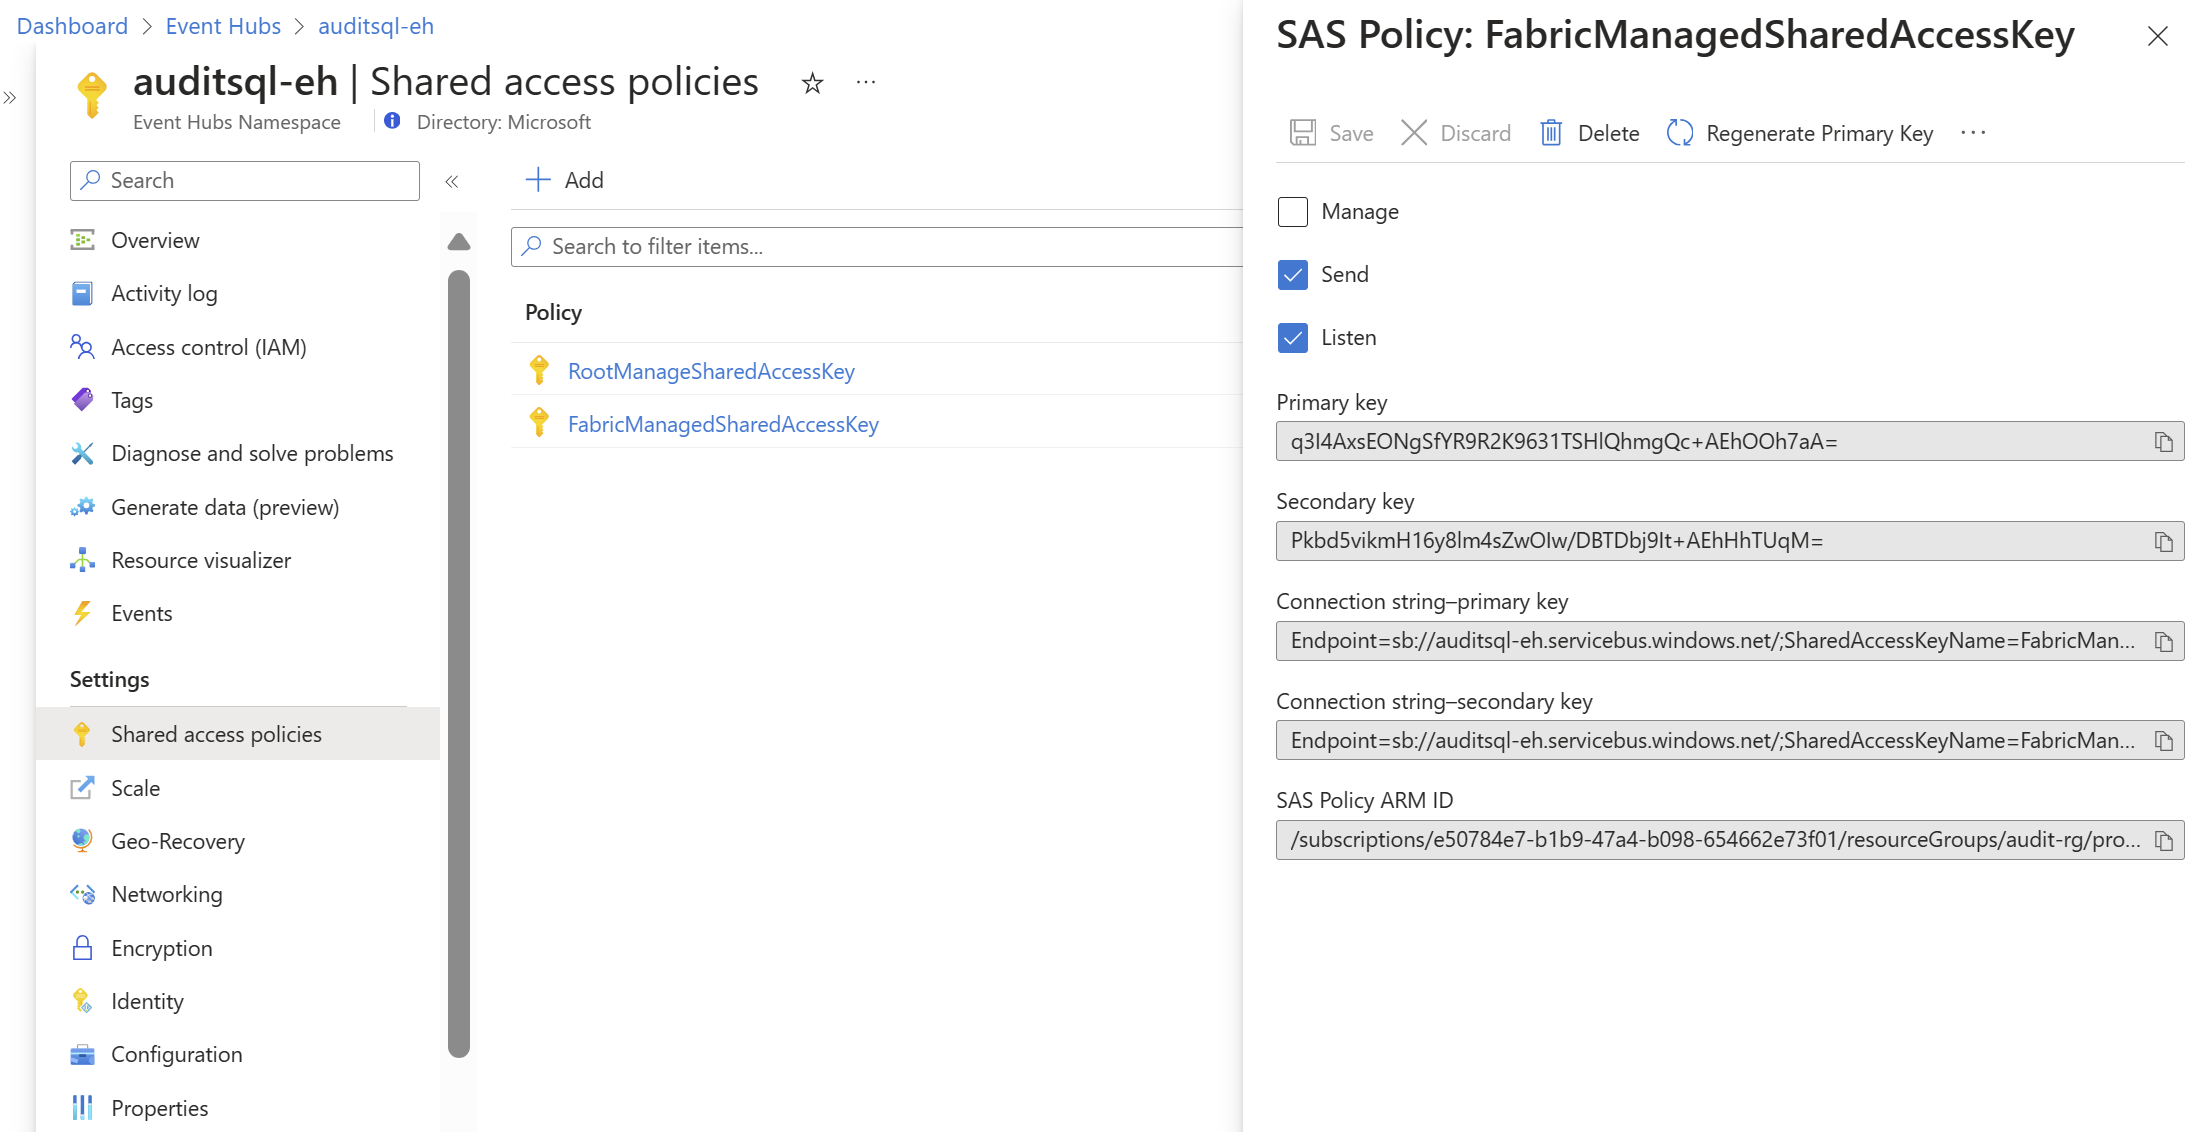 Dashboard > Event Hubs > auditsql-eh
auditsql-eh | Shared access policies
Event Hubs Namespace
Directory: Microsoft
Search
Overview
Activity log
Access control (IAM)
Tags
Diagnose and solve problems
Generate data (preview)
Resource visualizer
Events
Settings
Shared access policies
Scale
Geo-Recovery
Networking
Encryption
Identity
Configuration
Properties
Add
Search to filter items...
Policy
RootManageSharedAccessKey
FabricManagedSharedAccessKey
SAS Policy: FabricManagedSharedAccessKey
Save Discard Delete Regenerate Primary Key ...
Manage
Send
Listen
Primary key
q3I4AxsEONgSfYR9R2K9631TSHlQhmgQc+AEhOOh7aA=
Secondary key
Pkbd5vikmH16y8lm4sZwOIw/DBTDbj9It+AEhHhTUqM=
Connection string–primary key
Endpoint=sb://auditsql-eh.servicebus.windows.net/;SharedAccessKeyName=FabricMan...
Connection string–secondary key
Endpoint=sb://auditsql-eh.servicebus.windows.net/;SharedAccessKeyName=FabricMan...
SAS Policy ARM ID
/subscriptions/e50784e7-b1b9-47a4-b098-654662e73f01/resourceGroups/audit-rg/pro...